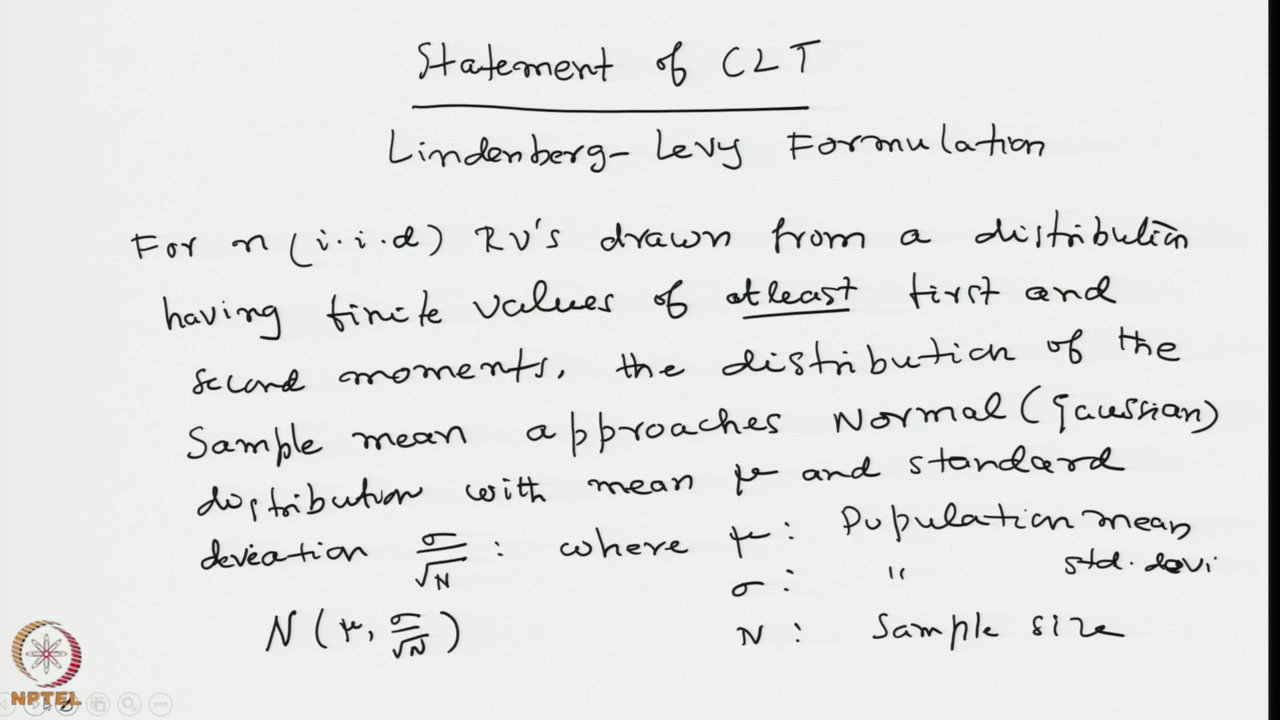 Statement of CLT
Lindenberg- Levy Formulation
For n (i.i.d) RV's drawn from a distribution
having finite values of atleast first and
second moments, the distribution of the
Sample mean approaches Normal (Gaussian)
distribution with mean μ and standard
deviation σ/√N : where μ : Population mean
σ : " std. devi
N (μ, σ/√N) N : Sample size
NPTEL